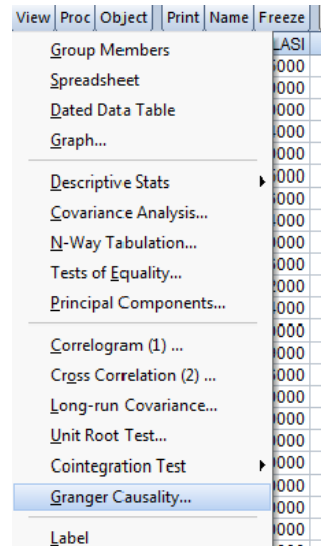 View Proc Object Print Name Freeze
LASI
Group Members
Spreadsheet
Dated Data Table
Graph...
Descriptive Stats
Covariance Analysis...
N-Way Tabulation...
Tests of Equality...
Principal Components...
Correlogram (1) ...
Cross Correlation (2) ...
Long-run Covariance...
Unit Root Test...
Cointegration Test
Granger Causality...
Label